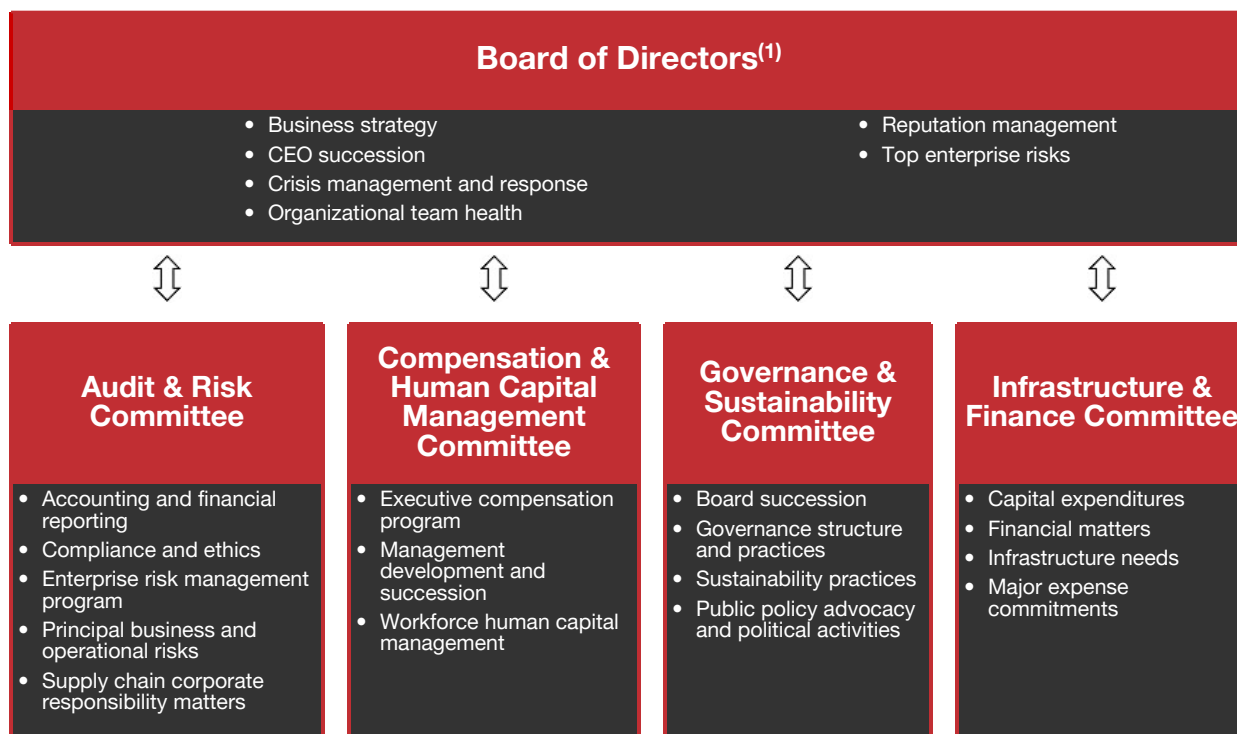 Board of Directors(1)
• Business strategy
• CEO succession
• Crisis management and response
• Organizational team health
• Reputation management
• Top enterprise risks
Audit & Risk
Committee
• Accounting and financial
reporting
• Compliance and ethics
• Enterprise risk management
program
• Principal business and
operational risks
• Supply chain corporate
responsibility matters
Compensation &
Human Capital
Management
Committee
• Executive compensation
program
• Management
development and
succession
• Workforce human capital
management
Governance &
Sustainability
Committee
• Board succession
• Governance structure
and practices
• Sustainability practices
• Public policy advocacy
and political activities
Infrastructure &
Finance Committee
• Capital expenditures
• Financial matters
• Infrastructure needs
• Major expense
commitments